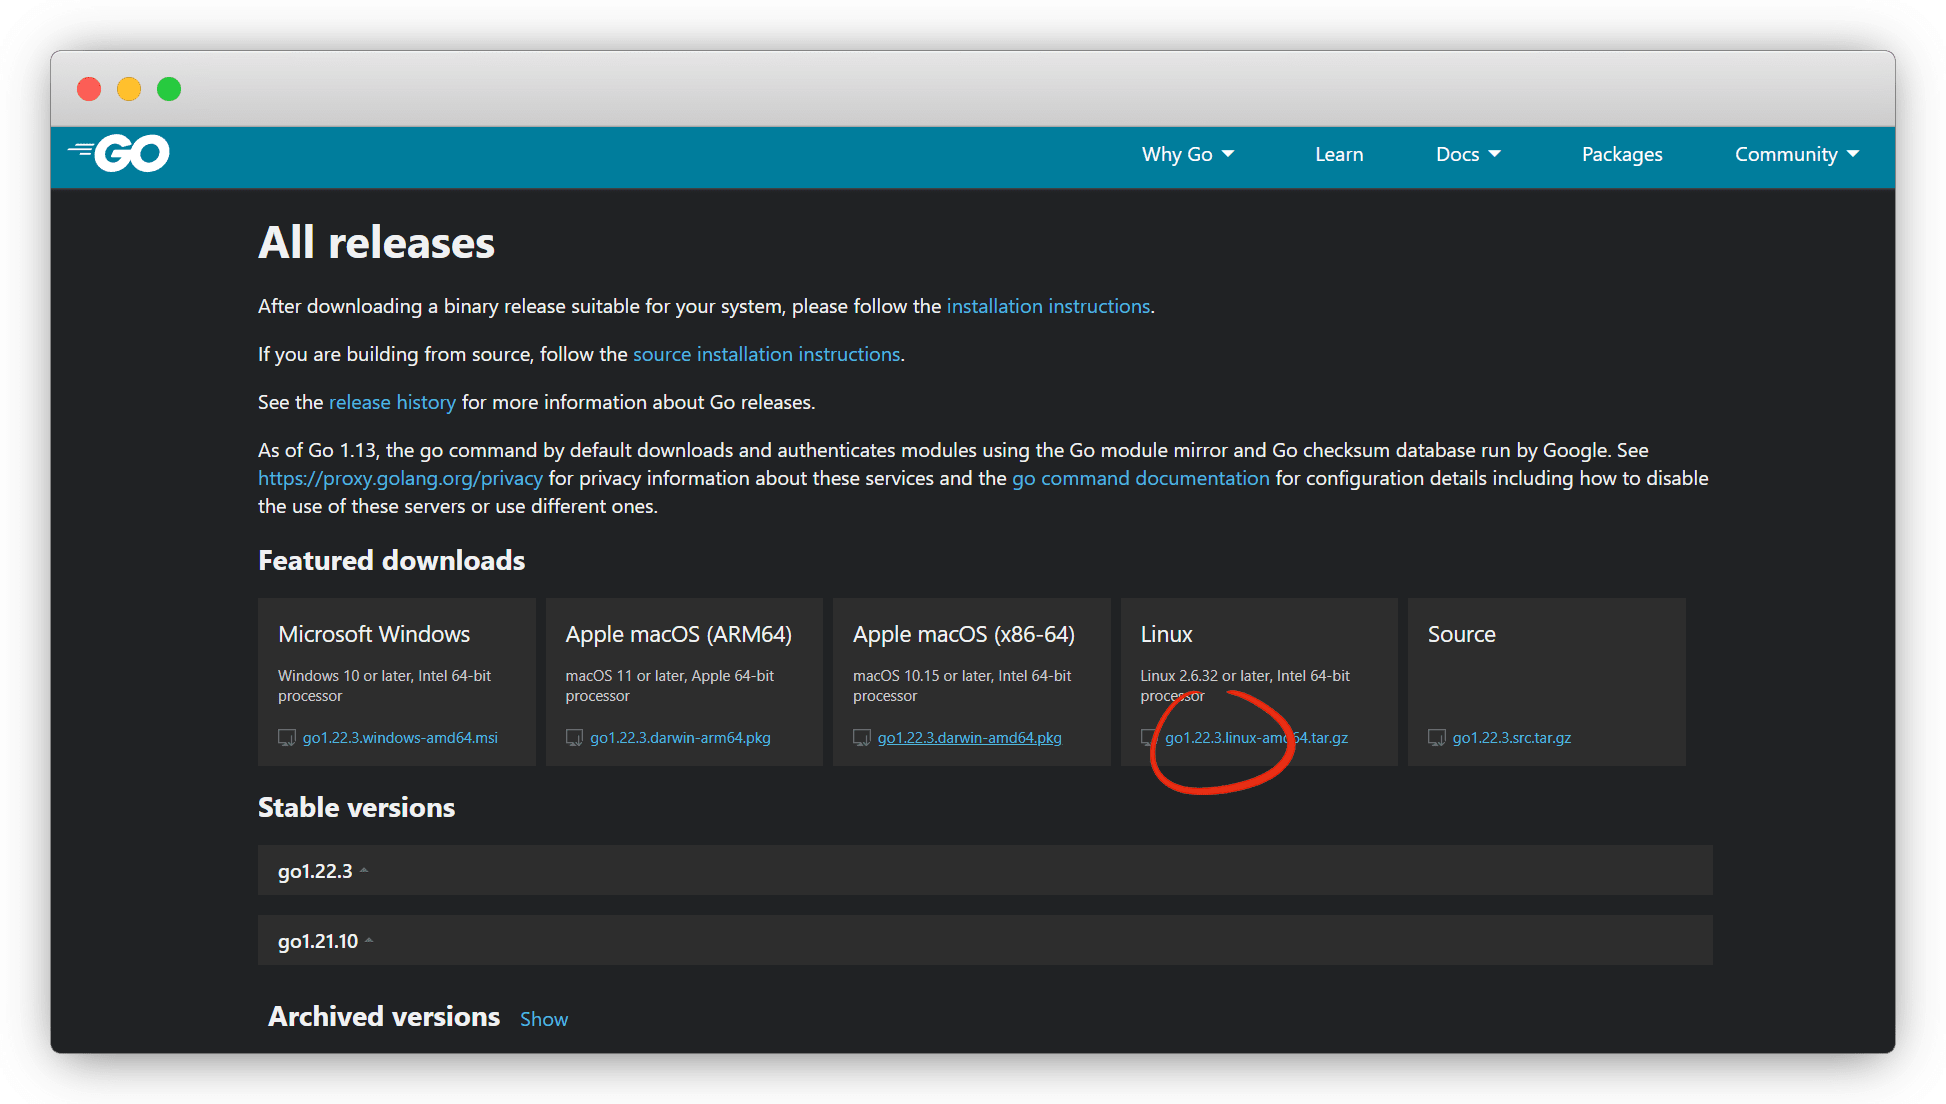 GO
Why Go
Learn
Docs
Packages
Community
All releases
After downloading a binary release suitable for your system, please follow the installation instructions.
If you are building from source, follow the source installation instructions.
See the release history for more information about Go releases.
As of Go 1.13, the go command by default downloads and authenticates modules using the Go module mirror and Go checksum database run by Google. See
https://proxy.golang.org/privacy for privacy information about these services and the go command documentation for configuration details including how to disable
the use of these servers or use different ones.
Featured downloads
Microsoft Windows
Windows 10 or later, Intel 64-bit
processor
go1.22.3.windows-amd64.msi
Apple macOS (ARM64)
macOS 11 or later, Apple 64-bit
processor
go1.22.3.darwin-arm64.pkg
Apple macOS (x86-64)
macOS 10.15 or later, Intel 64-bit
processor
go1.22.3.darwin-amd64.pkg
Linux
Linux 2.6.32 or later, Intel 64-bit
processor
go1.22.3.linux-amd64.tar.gz
Source
go1.22.3.src.tar.gz
Stable versions
go1.22.3
go1.21.10
Archived versions
Show